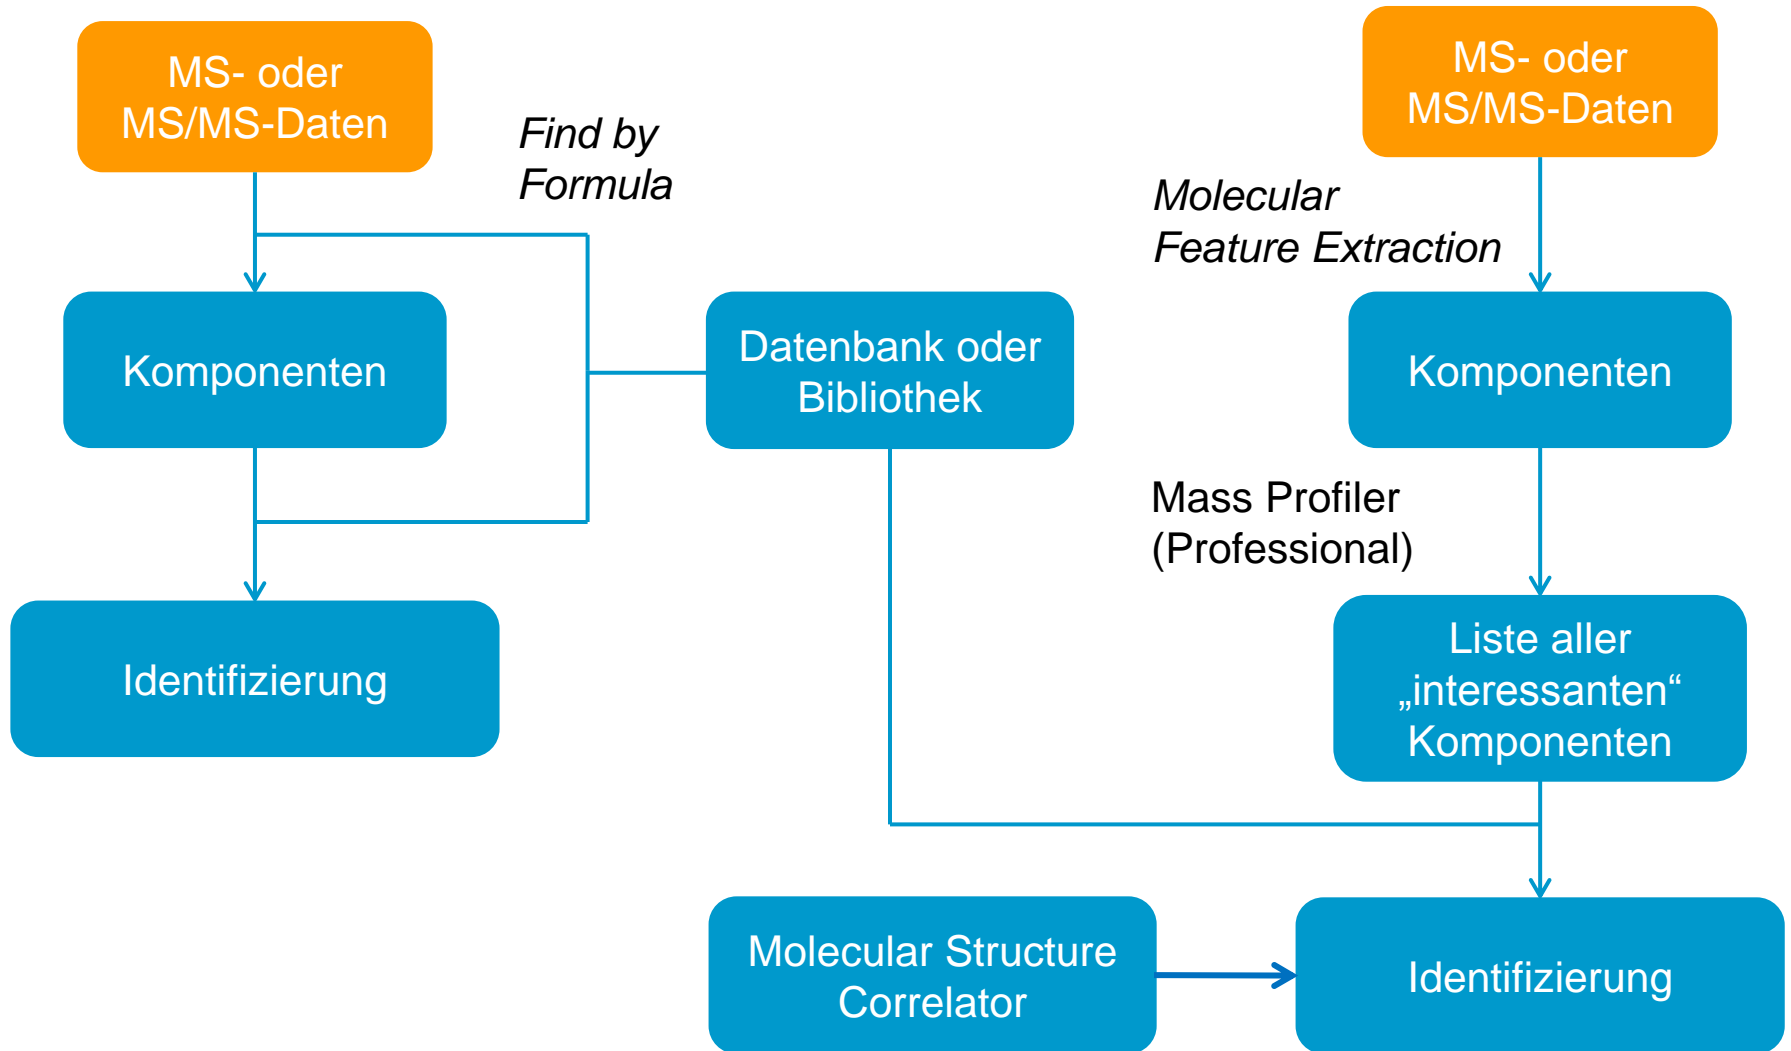 MS- oder
MS/MS-Daten
Find by
Formula
Komponenten
Identifizierung
Datenbank oder
Bibliothek
MS- oder
MS/MS-Daten
Molecular
Feature Extraction
Komponenten
Mass Profiler
(Professional)
Liste aller
„interessanten“
Komponenten
Molecular Structure
Correlator
Identifizierung